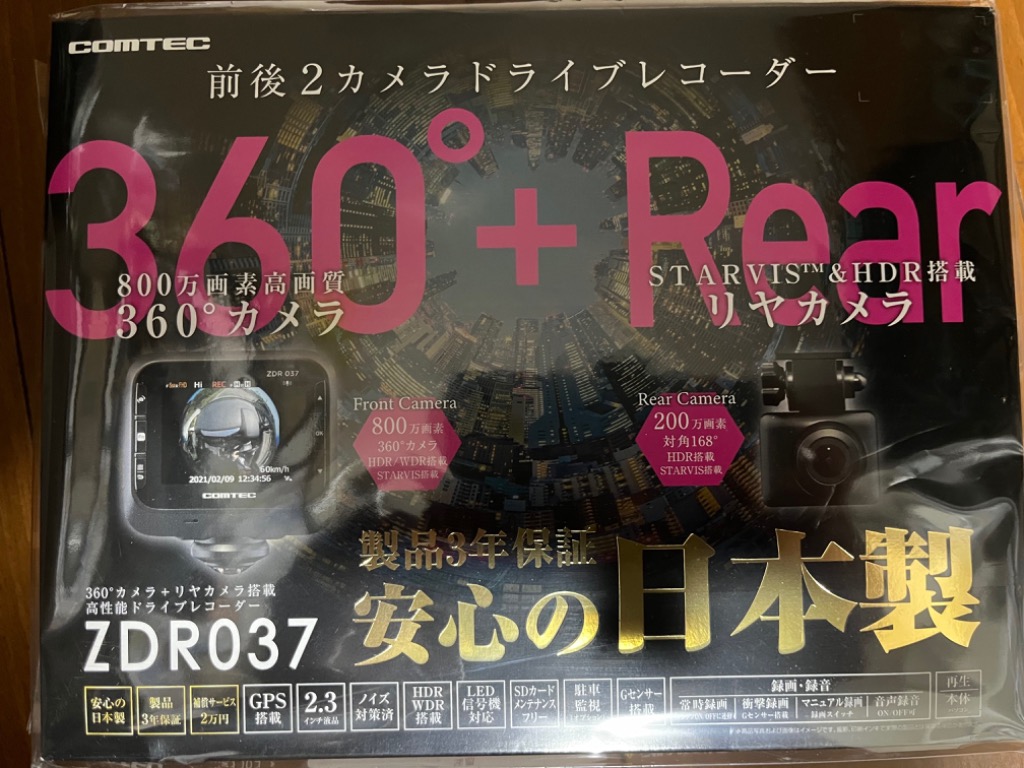 COMTEC
前後2カメラドライブレコーダー
360°+Rear
800万画素高画質
360°カメラ
STARVIS™&HDR搭載
リヤカメラ
ZDR 037
Hi REC
60km/h
2021/02/09 12:34:56
COMTEC
Front Camera
800万画素
360°カメラ
HDR/WDR搭載
STARVIS搭載
Rear Camera
200万画素
対角168°
HDR搭載
STARVIS搭載
製品3年保証
安心の日本製
360°カメラ+リヤカメラ搭載
高性能ドライブレコーダー
ZDR037
安心の
日本製
製品
3年保証
補償サービス
2万円
GPS
搭載
2.3
インチ液晶
ノイズ
対策済
HDR
WDR
搭載
LED
信号機
対応
SDカード
メンテナンス
フリー
駐車
監視
Gセンサー
搭載
録画・録音
常時録画
衝撃録画
Gセンサー搭載
マニュアル録画
録画スイッチ
音声録音
ON/OFF可
再生
本体